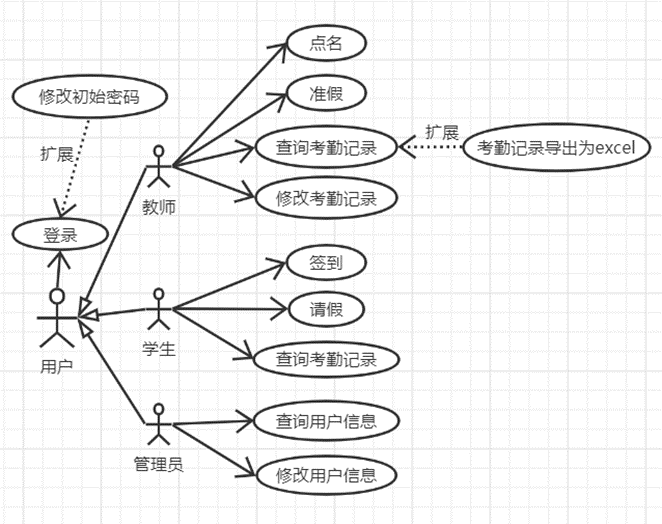 点名
修改初始密码
准假
扩展
查询考勤记录
扩展
考勤记录导出为excel
教师
修改考勤记录
登录
签到
用户
学生
请假
查询考勤记录
管理员
查询用户信息
修改用户信息